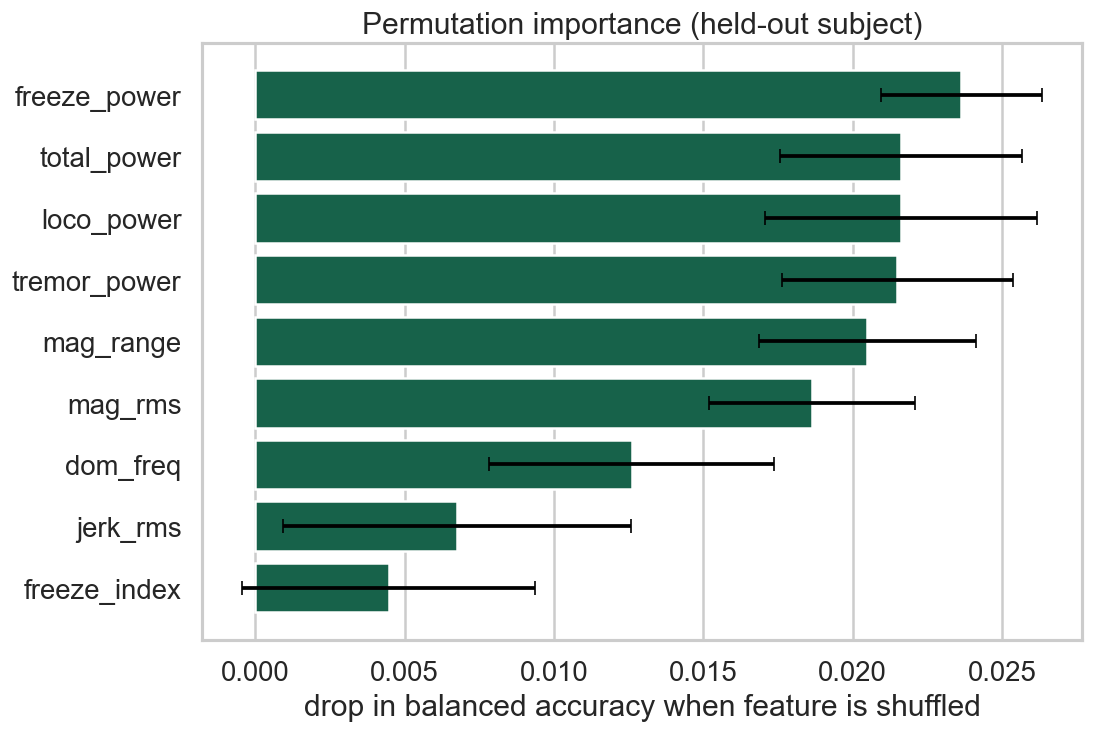 Permutation importance (held-out subject)
freeze_power
total_power
loco_power
tremor_power
mag_range
mag_rms
dom_freq
jerk_rms
freeze_index
0.000 0.005 0.010 0.015 0.020 0.025
drop in balanced accuracy when feature is shuffled